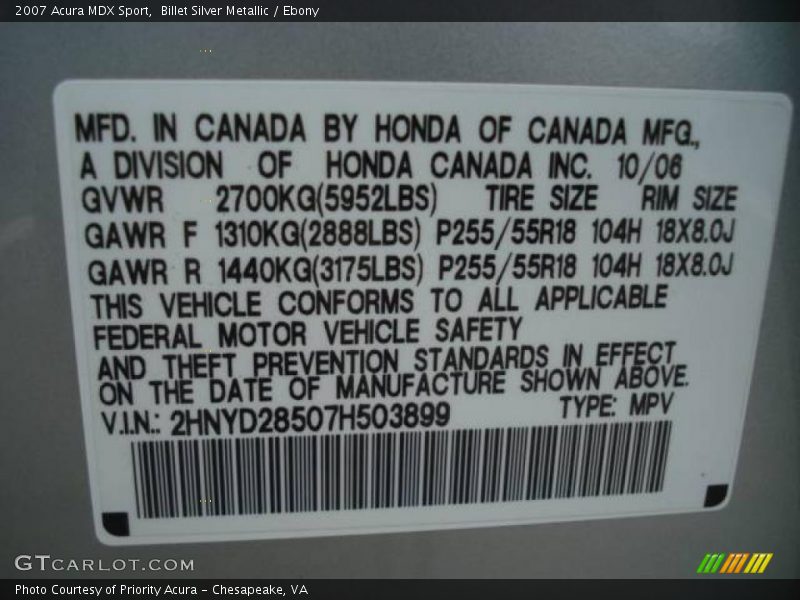 2007 Acura MDX Sport, Billet Silver Metallic / Ebony
MFD. IN CANADA BY HONDA OF CANADA MFG.,
A DIVISION OF HONDA CANADA INC. 10/06
GVWR 2700KG(5952LBS) TIRE SIZE RIM SIZE
GAWR F 1310KG(2888LBS) P255/55R18 104H 18X8.0J
GAWR R 1440KG(3175LBS) P255/55R18 104H 18X8.0J
THIS VEHICLE CONFORMS TO ALL APPLICABLE
FEDERAL MOTOR VEHICLE SAFETY
AND THEFT PREVENTION STANDARDS IN EFFECT
ON THE DATE OF MANUFACTURE SHOWN ABOVE.
V.I.N.: 2HNYD28507H503899 TYPE: MPV
GTCARLOT.COM
Photo Courtesy of Priority Acura - Chesapeake, VA